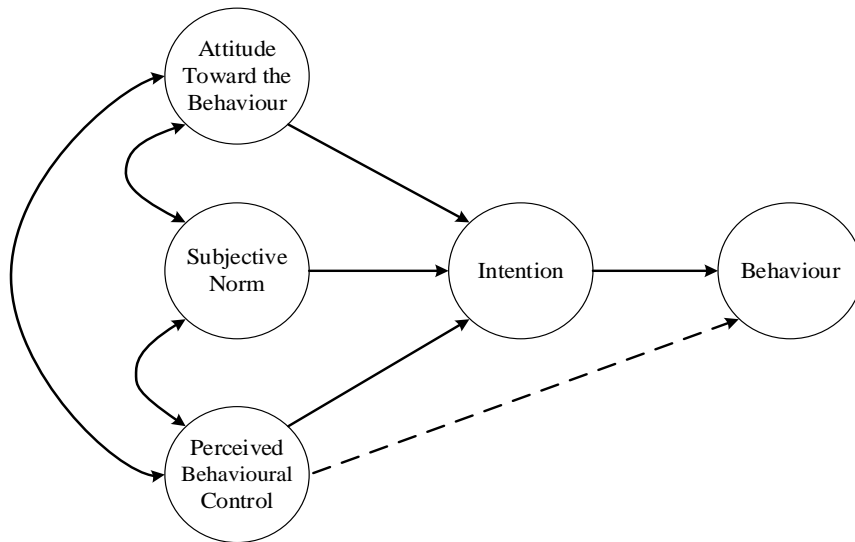 Attitude
Toward the
Behaviour
Subjective
Norm
Intention
Behaviour
Perceived
Behavioural
Control